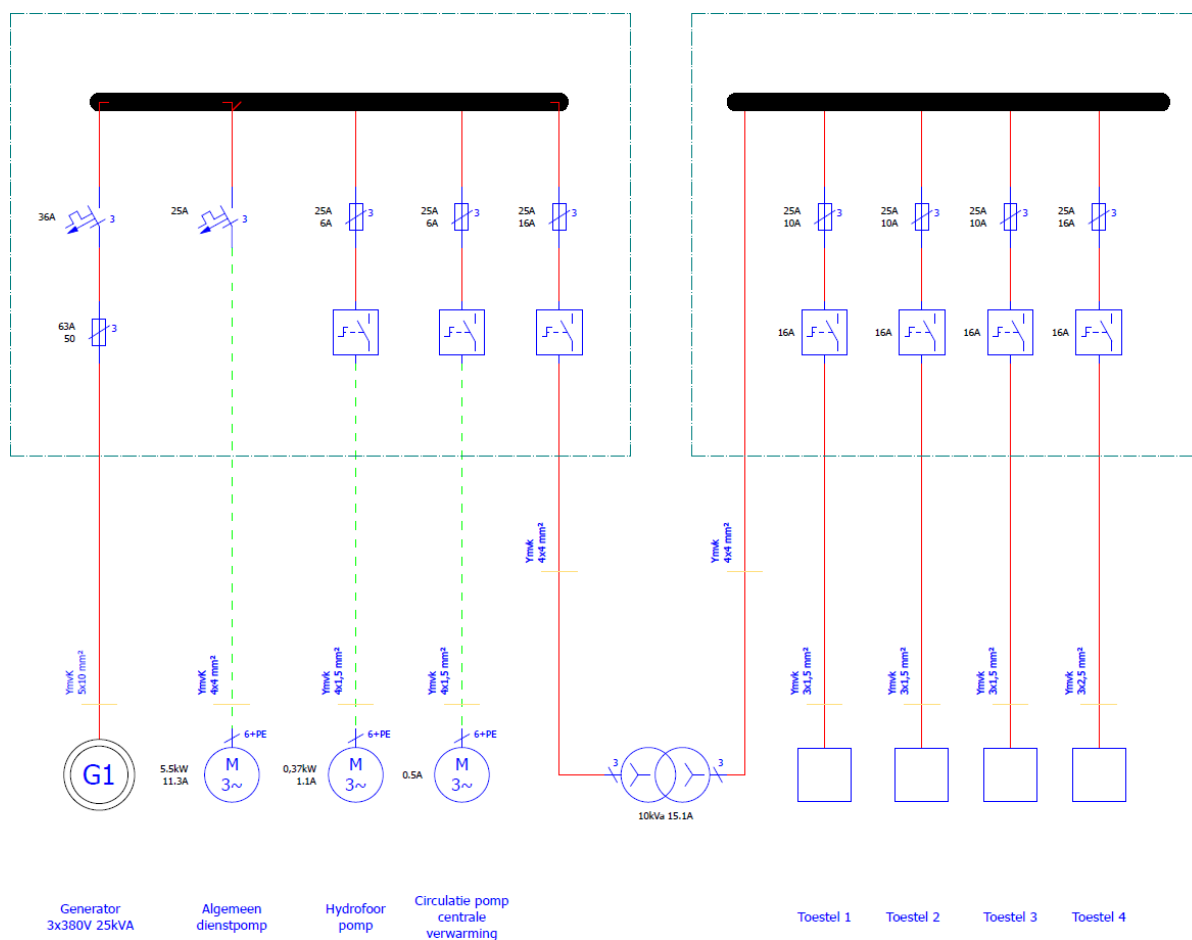 36A
3
25A
3
25A
6A
3
25A
6A
3
25A
16A
3
25A
10A
3
25A
10A
3
25A
10A
3
25A
16A
3
63A
50
3
16A
16A
16A
16A
Ymvk
4x4 mm²
Ymvk
4x4 mm²
YmvK
5x10 mm²
YmvK
4x4 mm²
Ymvk
4x1,5 mm²
Ymvk
4x1,5 mm²
Ymvk
3x1,5 mm²
Ymvk
3x1,5 mm²
Ymvk
3x1,5 mm²
Ymvk
3x2,5 mm²
6+PE
6+PE
6+PE
G1
5.5kW
11.3A
M
3~
0,37kW
1.1A
M
3~
0.5A
M
3~
3
3
10kVa 15.1A
Generator
3x380V 25kVA
Algemeen
dienstpomp
Hydrofoor
pomp
Circulatie pomp
centrale
verwarming
Toestel 1
Toestel 2
Toestel 3
Toestel 4